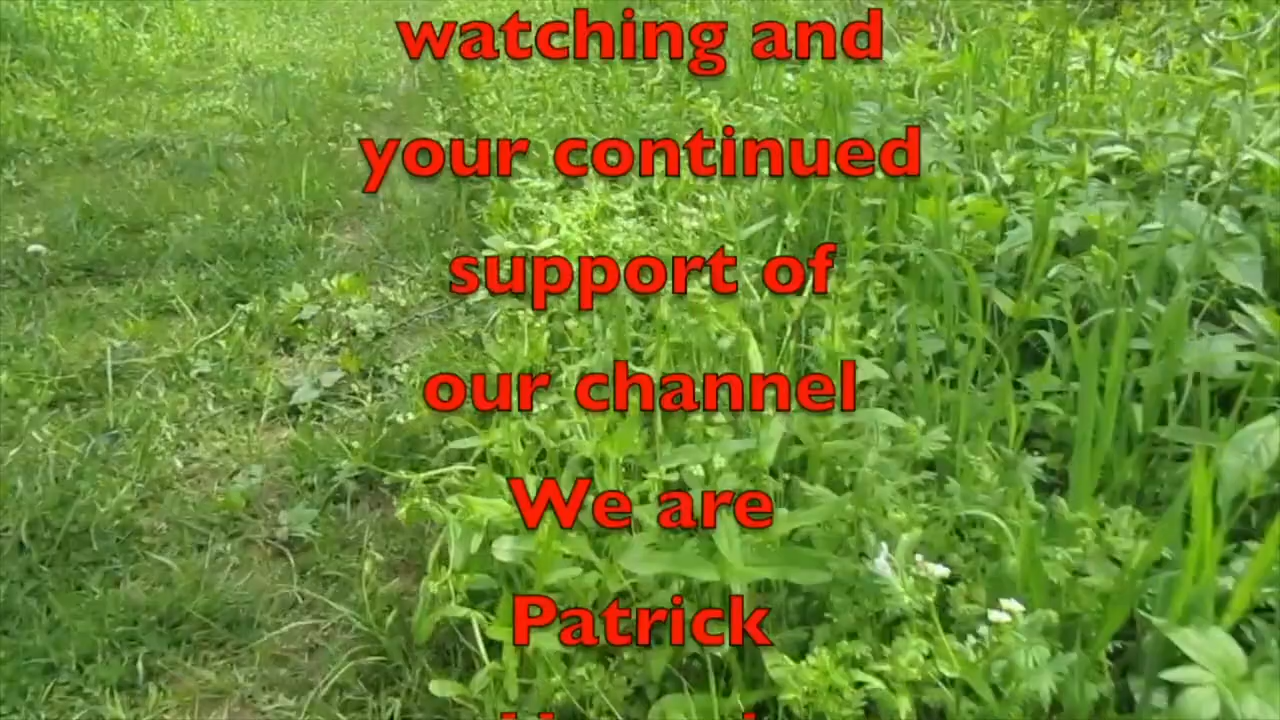 watching and
your continued
support of
our channel
We are
Patrick